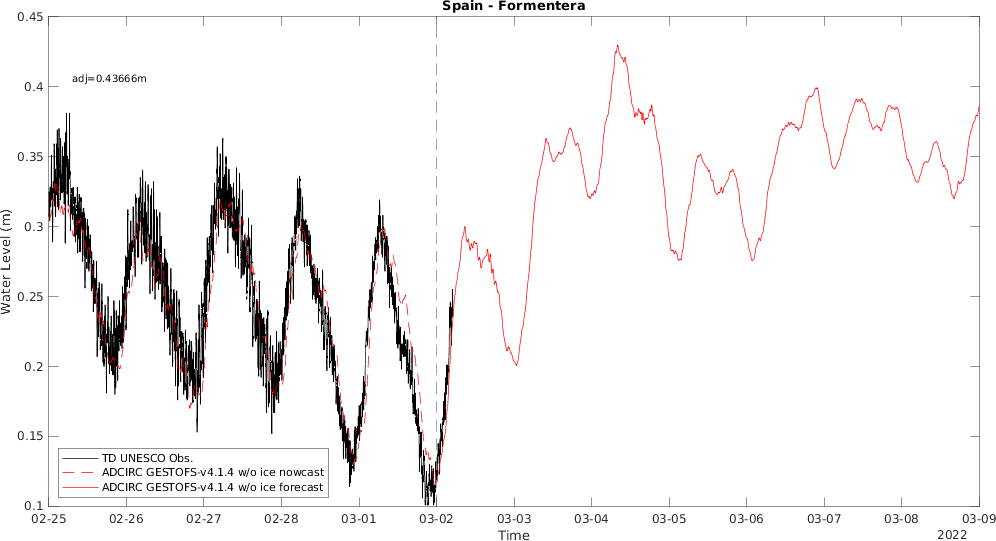 Spain - Formentera
0.45
0.4
0.35
0.3
0.25
0.2
0.15
0.1
Water Level (m)
adj=0.43666m
TD UNESCO Obs.
ADCIRC GESTOFS-v4.1.4 w/o ice nowcast
ADCIRC GESTOFS-v4.1.4 w/o ice forecast
02-25 02-26 02-27 02-28 03-01 03-02 03-03 03-04 03-05 03-06 03-07 03-08 03-09
Time
2022